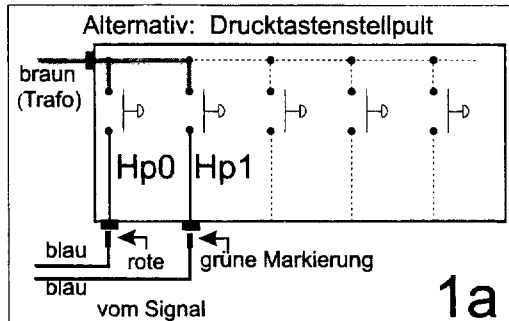 Alternativ: Drucktastenstellpult
braun
(Trafo)
Hp0 Hp1
blau
rote
grüne Markierung
blau
vom Signal
1a